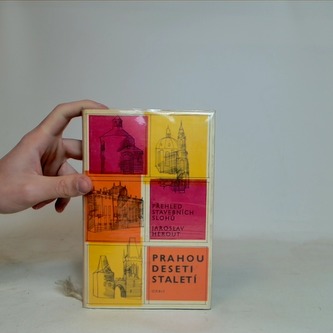 PŘEHLED
STAVEBNÍCH
SLOHŮ
JAROSLAV
HEROUT
PRAHOU
DESETI
STALETÍ